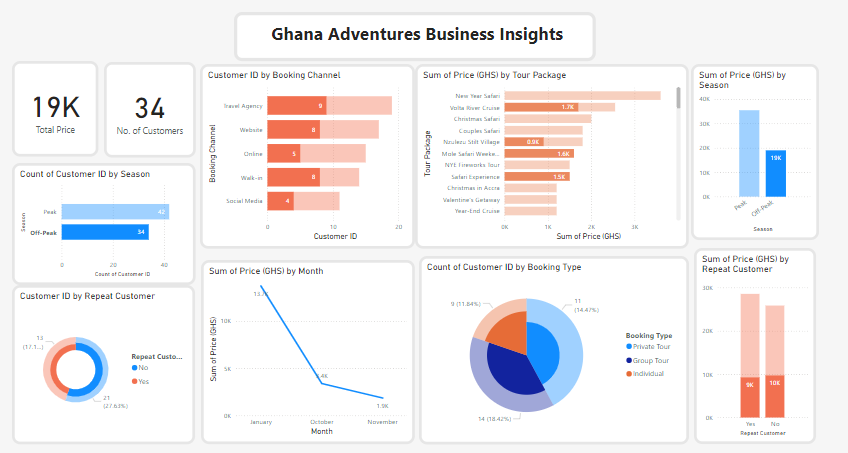 Ghana Adventures Business Insights
19K
Total Price
34
No. of Customers
Count of Customer ID by Season
Season
Peak
42
Off-Peak
34
0
20
40
Count of Customer ID
Customer ID by Repeat Customer
13
(17.1...)
21
(27.63%)
Repeat Custo...
No
Yes
Customer ID by Booking Channel
Booking Channel
Travel Agency
9
Website
8
Online
5
Walk-in
8
Social Media
4
0
10
20
Customer ID
Sum of Price (GHS) by Tour Package
Tour Package
New Year Safari
Volta River Cruise
1.7K
Christmas Safari
Couples Safari
Nzulezu Stilt Village
0.9K
Mole Safari Weeke...
1.6K
NYE Fireworks Tour
Safari Experience
1.5K
Christmas in Accra
Valentine's Getaway
Year-End Cruise
0K
1K
2K
3K
Sum of Price (GHS)
Sum of Price (GHS) by
Season
40K
30K
20K
10K
0K
19K
Peak
Off-Peak
Season
Sum of Price (GHS) by Month
Sum of Price (GHS)
10K
5K
0K
4K
1.9K
January
October
November
Month
Count of Customer ID by Booking Type
9 (11.84%)
11
(14.47%)
14 (18.42%)
Booking Type
Private Tour
Group Tour
Individual
Sum of Price (GHS) by
Repeat Customer
30K
20K
10K
0K
9K
10K
Yes
No
Repeat Customer